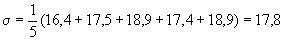 σ = 1/5 (16,4 + 17,5 + 18,9 + 17,4 + 18,9) = 17,8